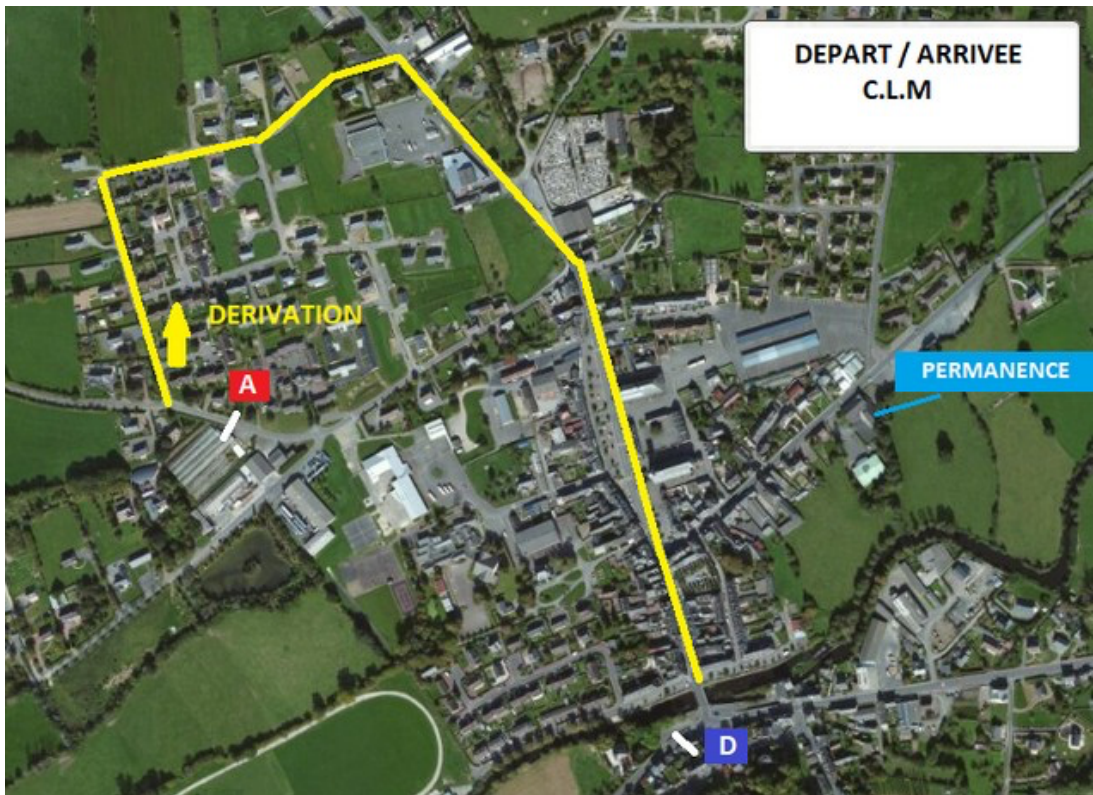 DEPART / ARRIVEE
C.L.M
DERIVATION
PERMANENCE
A
D